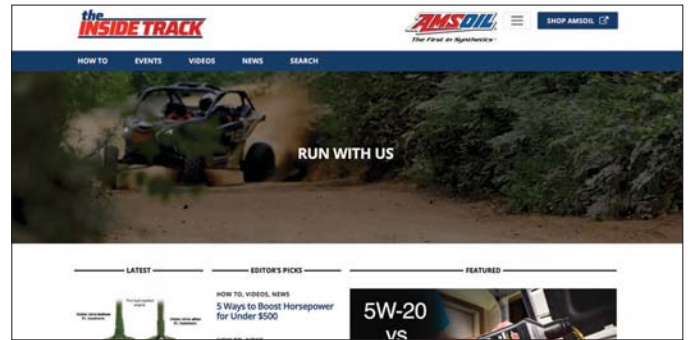 the
INSIDE TRACK
AMSOIL
The First in Synthetics
SHOP AMSOIL
HOW TO EVENTS VIDEOS NEWS SEARCH
RUN WITH US
LATEST
EDITOR'S PICKS
FEATURED
HOW TO, VIDEOS, NEWS
5 Ways to Boost Horsepower
for Under $500
5W-20
VS